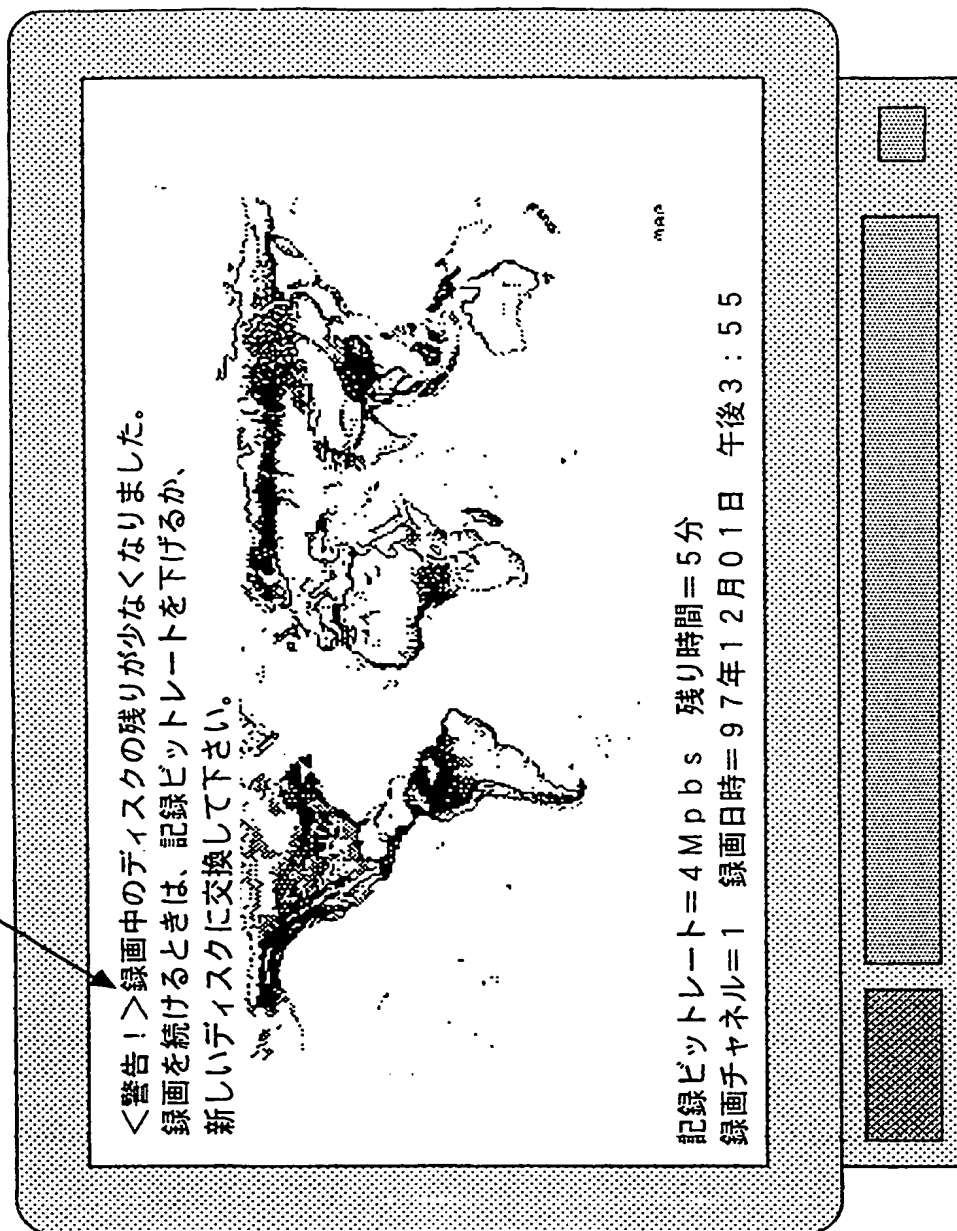 ＜警告！＞録画中のディスクの残りが少なくなりました。
録画を続けるときは、記録ビットレートを下げるか、
新しいディスクに交換して下さい。
MAP
記録ビットレート＝４Ｍｐｂｓ　残り時間＝５分
録画チャネル＝１　録画日時＝９７年１２月０１日　午後３：５５